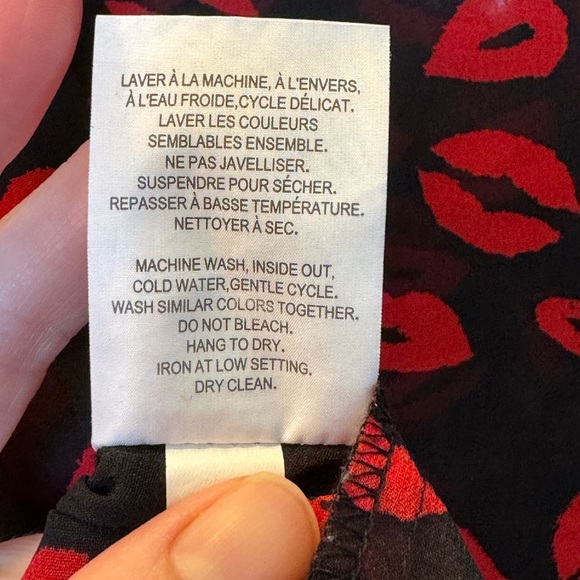 LAVER À LA MACHINE, À L'ENVERS,
À L'EAU FROIDE,CYCLE DÉLICAT.
LAVER LES COULEURS
SEMBLABLES ENSEMBLE.
NE PAS JAVELLISER.
SUSPENDRE POUR SÉCHER.
REPASSER À BASSE TEMPÉRATURE.
NETTOYER À SEC.
MACHINE WASH, INSIDE OUT,
COLD WATER,GENTLE CYCLE.
WASH SIMILAR COLORS TOGETHER.
DO NOT BLEACH.
HANG TO DRY.
IRON AT LOW SETTING.
DRY CLEAN.